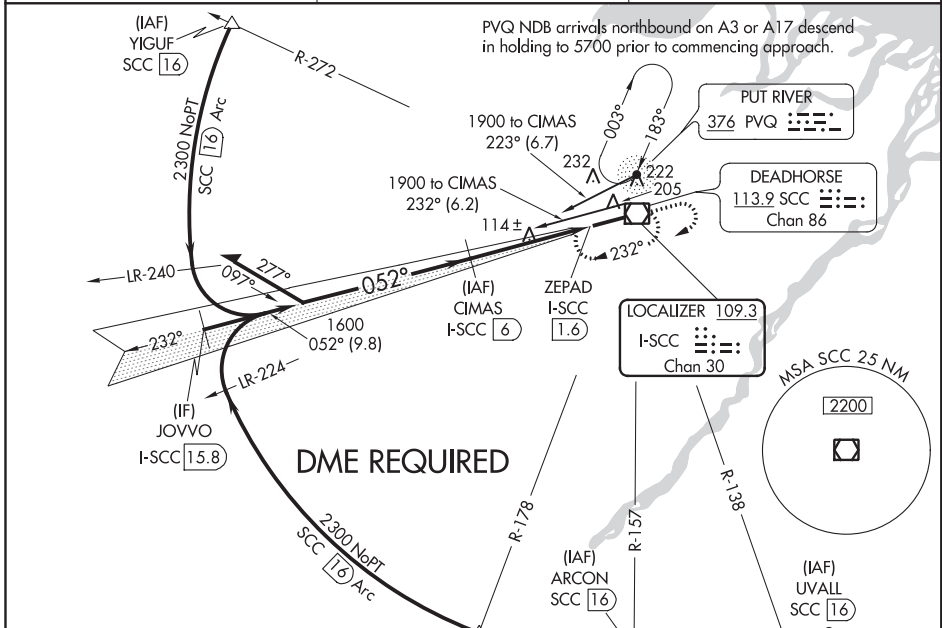 (IAF)
YIGUF
SCC 16
R-272
PVQ NDB arrivals northbound on A3 or A17 descend
in holding to 5700 prior to commencing approach.
2300 NoPT
SCC 16 Arc
1900 to CIMAS
223° (6.7)
003°
183°
PUT RIVER
376 PVQ
232
222
205
1900 to CIMAS
232° (6.2)
114 ±
DEADHORSE
113.9 SCC
Chan 86
232°
LR-240
277°
097°
052°
(IAF)
CIMAS
I-SCC 6
ZEPAD
I-SCC
1.6
LOCALIZER 109.3
I-SCC
Chan 30
232°
1600
052° (9.8)
LR-224
(IF)
JOVVO
I-SCC 15.8
MSA SCC 25 NM
2200
DME REQUIRED
2300 NoPT
SCC 16 Arc
R-178
R-157
R-138
(IAF)
ARCON
SCC 16
(IAF)
UVALL
SCC 16